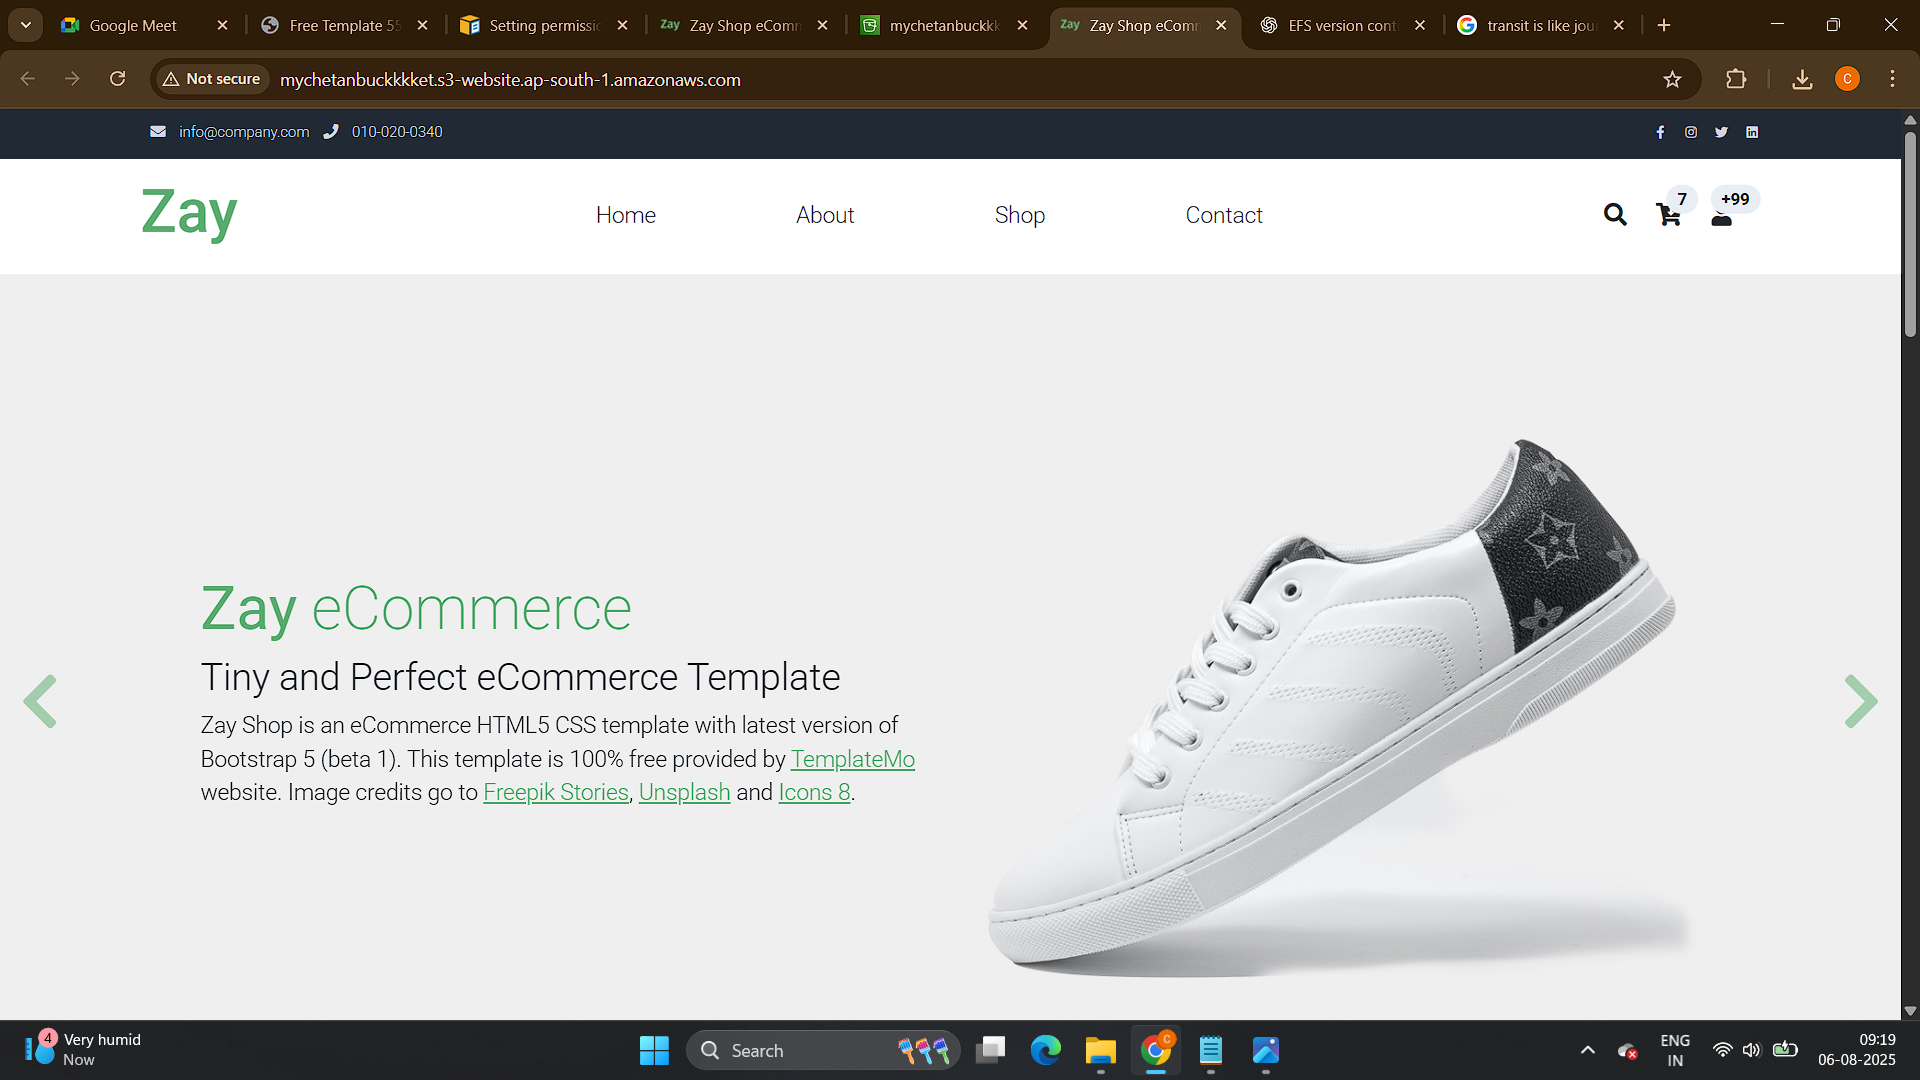 Google Meet
Free Template 55
Setting permissio
Zay Zay Shop eComm
mychetanbuckkk
Zay Zay Shop eComm
EFS version cont
transit is like jou
Not secure
mychetanbuckkkket.s3-website.ap-south-1.amazonaws.com
C
info@company.com 010-020-0340
Zay
Home
About
Shop
Contact
7
+99
Zay eCommerce
Tiny and Perfect eCommerce Template
Zay Shop is an eCommerce HTML5 CSS template with latest version of
Bootstrap 5 (beta 1). This template is 100% free provided by TemplateMo
website. Image credits go to Freepik Stories, Unsplash and Icons 8.
4
Very humid
Now
Search
C
ENG
IN
09:19
06-08-2025